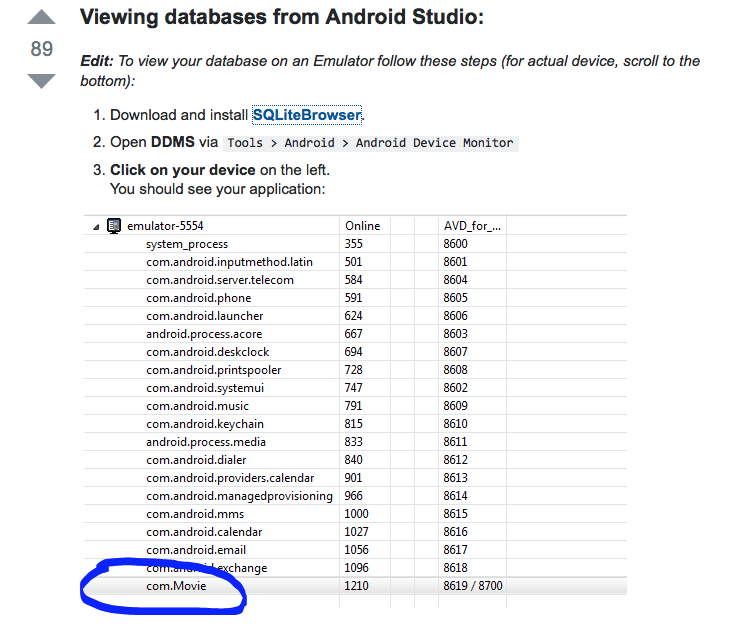 Viewing databases from Android Studio:
89
Edit: To view your database on an Emulator follow these steps (for actual device, scroll to the
bottom):
1. Download and install SQLiteBrowser.
2. Open DDMS via Tools > Android > Android Device Monitor
3. Click on your device on the left.
You should see your application:
emulator-5554 Online AVD_for_...
system_process 355 8600
com.android.inputmethod.latin 501 8601
com.android.server.telecom 584 8604
com.android.phone 591 8605
com.android.launcher 624 8606
android.process.acore 667 8603
com.android.deskclock 694 8607
com.android.printspooler 728 8608
com.android.systemui 747 8602
com.android.music 791 8609
com.android.keychain 815 8610
android.process.media 833 8611
com.android.dialer 840 8612
com.android.providers.calendar 901 8613
com.android.managedprovisioning 966 8614
com.android.mms 1000 8615
com.android.calendar 1027 8616
com.android.email 1056 8617
com.android.exchange 1096 8618
com.Movie 1210 8619 / 8700